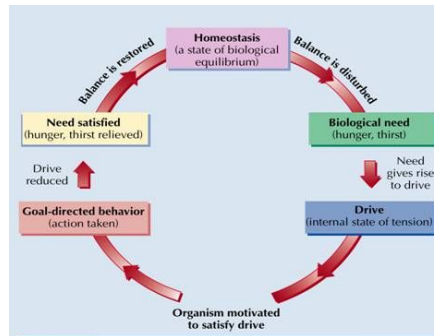 Homeostasis
(a state of biological
equilibrium)
Balance is disturbed
Biological need
(hunger, thirst)
Need
gives rise
to drive
Drive
(internal state of tension)
Organism motivated
to satisfy drive
Goal-directed behavior
(action taken)
Drive
reduced
Need satisfied
(hunger, thirst relieved)
Balance is restored